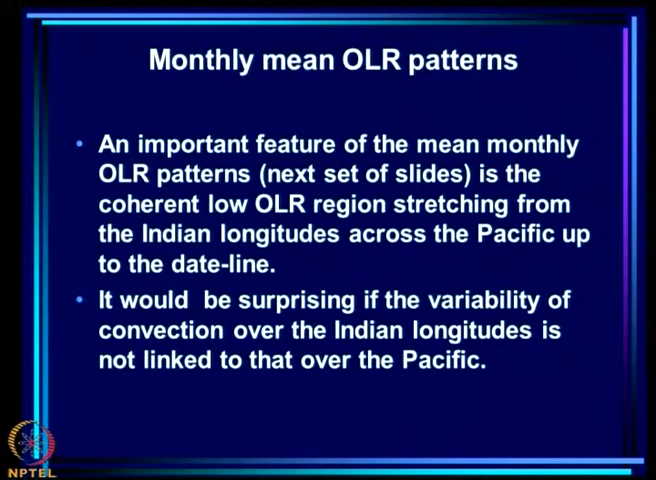 Monthly mean OLR patterns
• An important feature of the mean monthly
OLR patterns (next set of slides) is the
coherent low OLR region stretching from
the Indian longitudes across the Pacific up
to the date-line.
• It would be surprising if the variability of
convection over the Indian longitudes is
not linked to that over the Pacific.
NPTEL